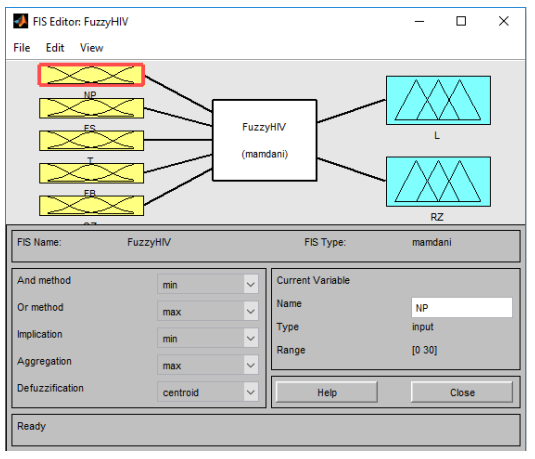 FIS Editor: FuzzyHIV
File Edit View
NP
ES
T
FB
FuzzyHIV
(mamdani)
L
RZ
FIS Name: FuzzyHIV FIS Type: mamdani
And method min
Or method max
Implication min
Aggregation max
Defuzzification centroid
Current Variable
Name NP
Type input
Range [0 30]
Help Close
Ready